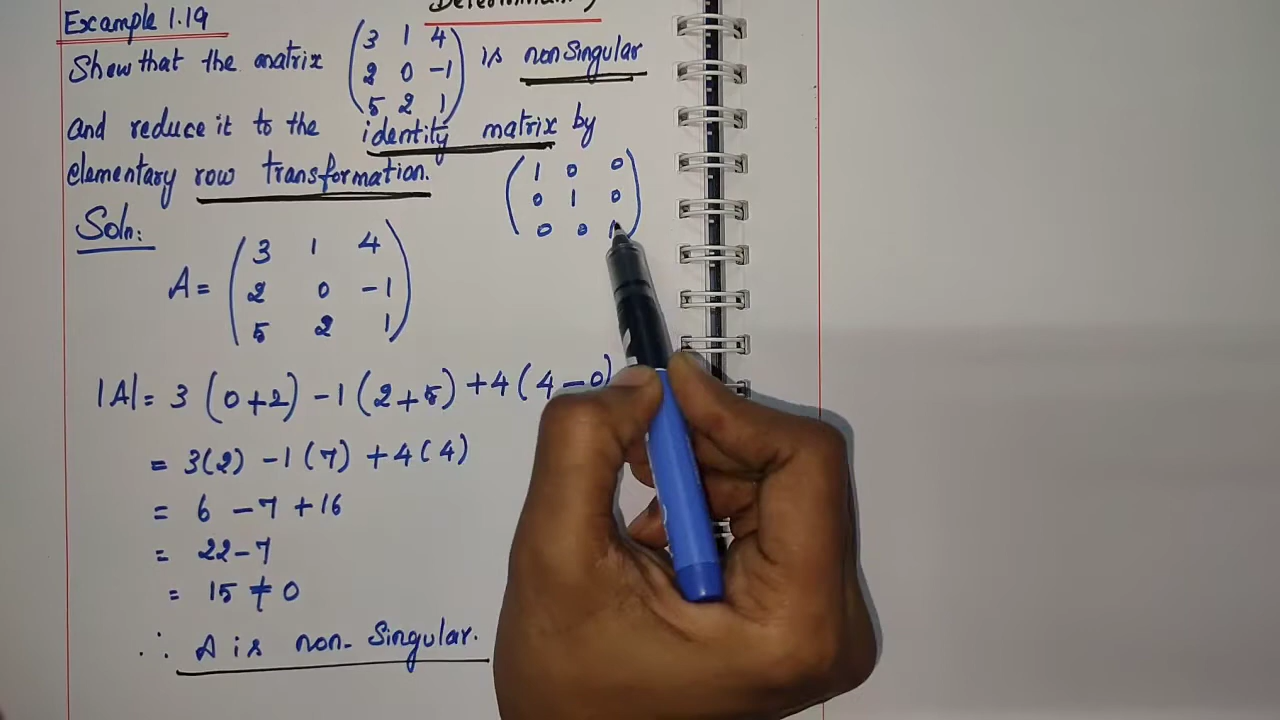 Example 1.19
Show that the matrix (3 1 4
2 0 -1
5 2 1) is nonSingular
and reduce it to the identity matrix by
elementary row transformation.
(1 0 0
0 1 0
0 0 1)
Soln:
A = (3 1 4
2 0 -1
5 2 1)
|A| = 3 (0+2) -1 (2+5) +4 (4-0)
= 3(2) -1(7) +4(4)
= 6 -7 +16
= 22-7
= 15 ≠ 0
∴ A is non-Singular.